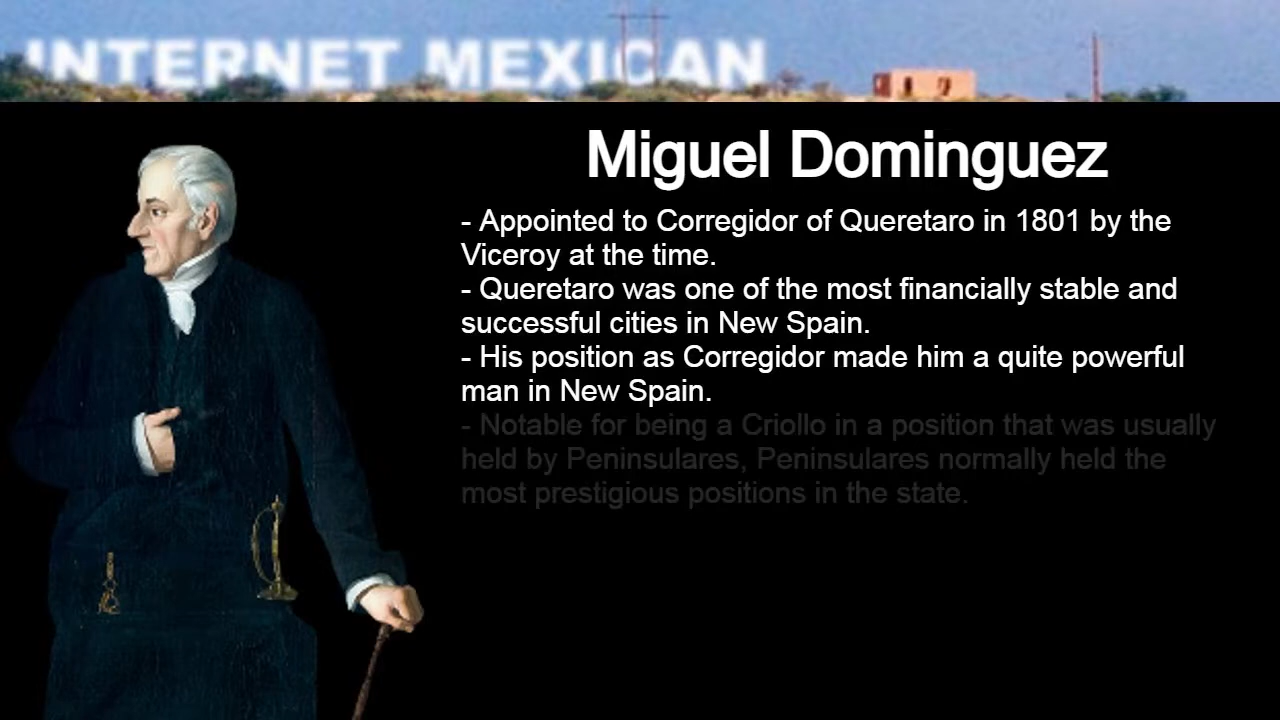 INTERNET MEXICAN
Miguel Dominguez
- Appointed to Corregidor of Queretaro in 1801 by the
Viceroy at the time.
- Queretaro was one of the most financially stable and
successful cities in New Spain.
- His position as Corregidor made him a quite powerful
man in New Spain.
- Notable for being a Criollo in a position that was usually
held by Peninsulares, Peninsulares normally held the
most prestigious positions in the state.